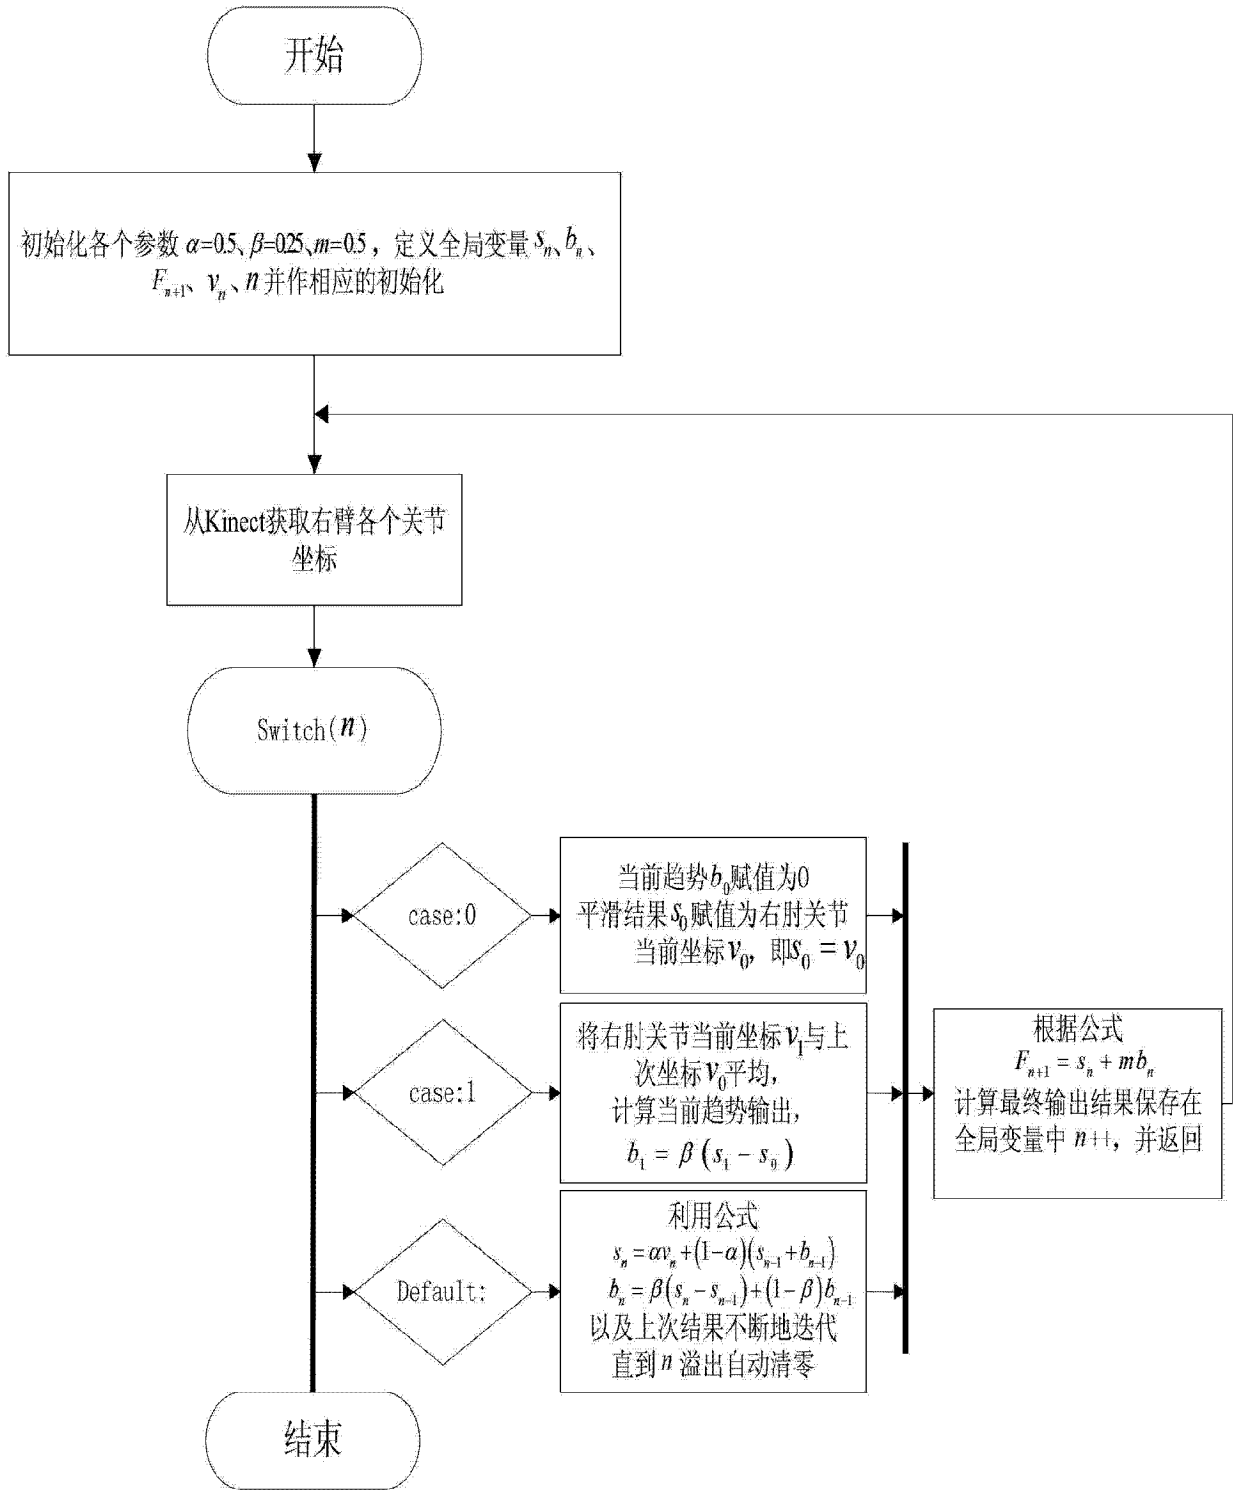 开始
初始化各个参数 α=0.5、β=0.25、m=0.5，定义全局变量 sₙ、bₙ、
Fₙ₊₁、vₙ、n 并作相应的初始化
从Kinect获取右臂各个关节
坐标
Switch(n)
case:0
当前趋势b₀赋值为0
平滑结果s₀赋值为右肘关节
当前坐标v₀，即s₀ = v₀
case:1
将右肘关节当前坐标v₁与上
次坐标v₀平均，
计算当前趋势输出，
b₁ = β(s₁ − s₀)
Default:
利用公式
sₙ = αvₙ + (1−α)(sₙ₋₁ + bₙ₋₁)
bₙ = β(sₙ − sₙ₋₁) + (1−β)bₙ₋₁
以及上次结果不断地迭代
直到 n 溢出自动清零
根据公式
Fₙ₊₁ = sₙ + mbₙ
计算最终输出结果保存在
全局变量中 n++，并返回
结束